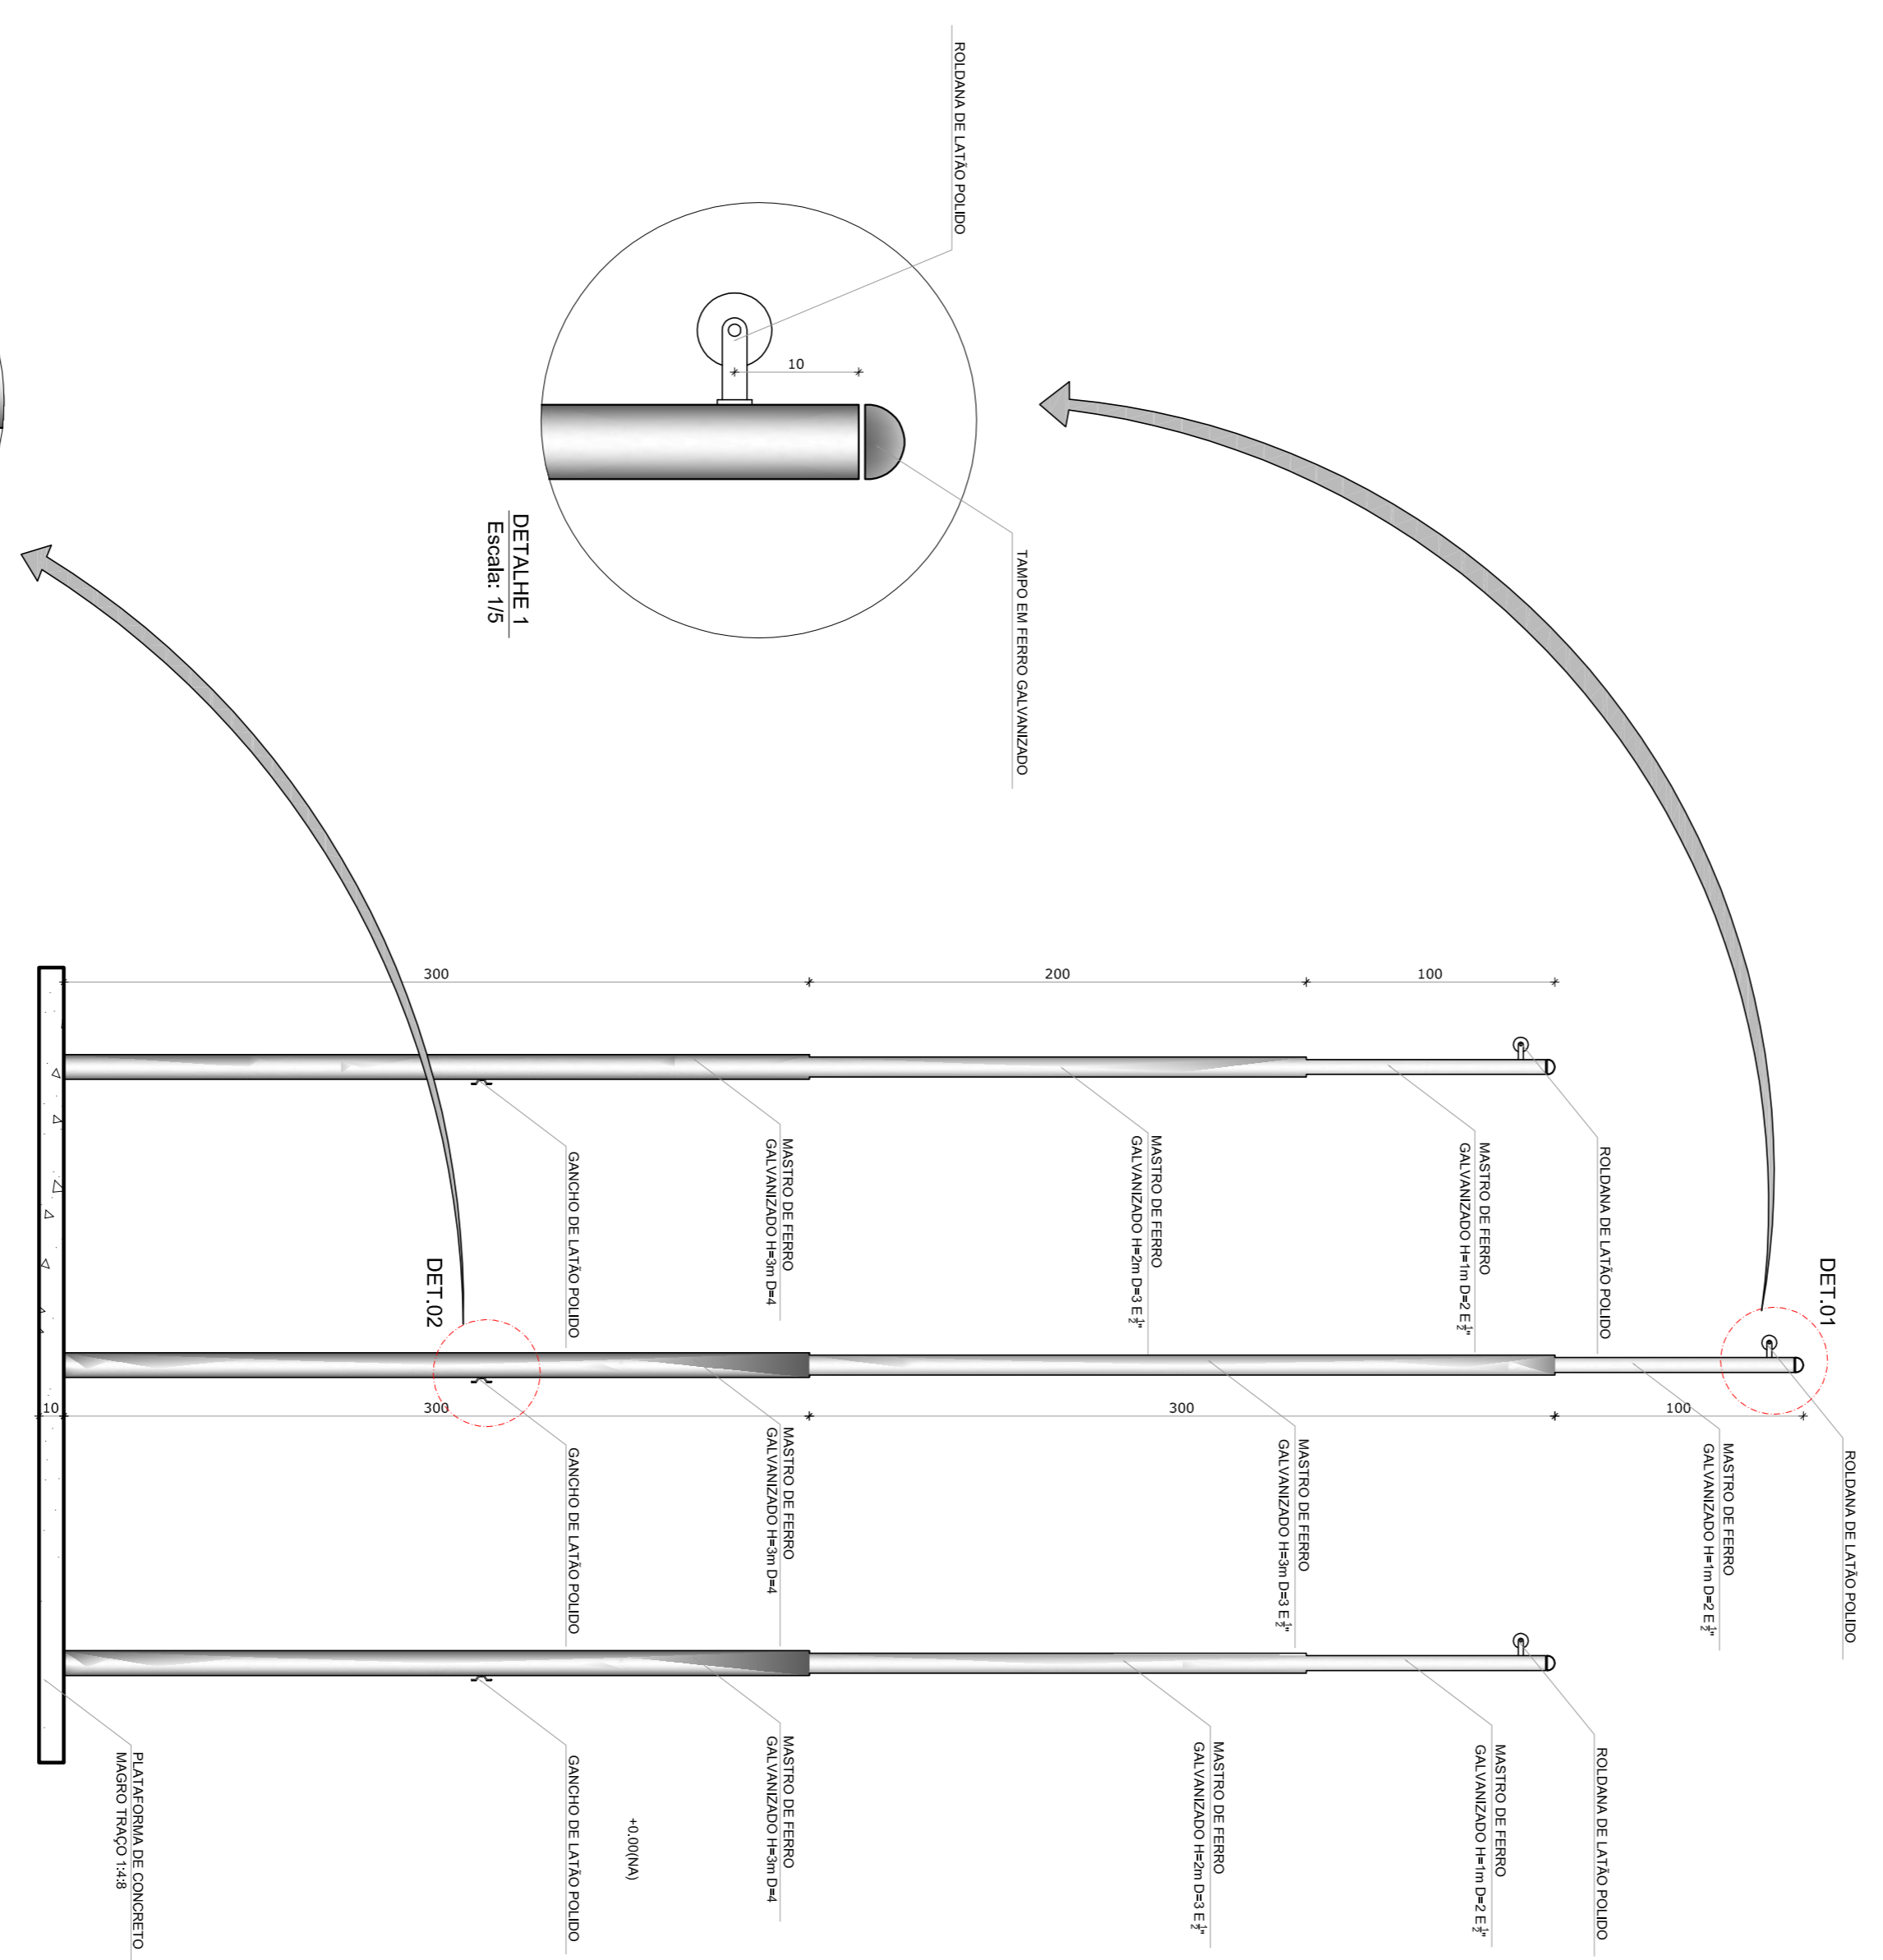 DET.01
ROLDANA DE LATÃO POLIDO
MASTRO DE FERRO
GALVANIZADO H=1m D=2 E 1/2"
100
ROLDANA DE LATÃO POLIDO
MASTRO DE FERRO
GALVANIZADO H=1m D=2 E 1/2"
100
ROLDANA DE LATÃO POLIDO
MASTRO DE FERRO
GALVANIZADO H=1m D=2 E 1/2"
MASTRO DE FERRO
GALVANIZADO H=3m D=3 E 1/2"
300
MASTRO DE FERRO
GALVANIZADO H=2m D=3 E 1/2"
200
MASTRO DE FERRO
GALVANIZADO H=2m D=3 E 1/2"
TAMPO EM FERRO GALVANIZADO
ROLDANA DE LATÃO POLIDO
10
DETALHE 1
Escala: 1/5
MASTRO DE FERRO
GALVANIZADO H=3m D=4
MASTRO DE FERRO
GALVANIZADO H=3m D=4
MASTRO DE FERRO
GALVANIZADO H=3m D=4
+0.00(NA)
GANCHO DE LATÃO POLIDO
GANCHO DE LATÃO POLIDO
GANCHO DE LATÃO POLIDO
300
DET.02
300
PLATAFORMA DE CONCRETO
MAGRO TRAÇO 1:4:8
10